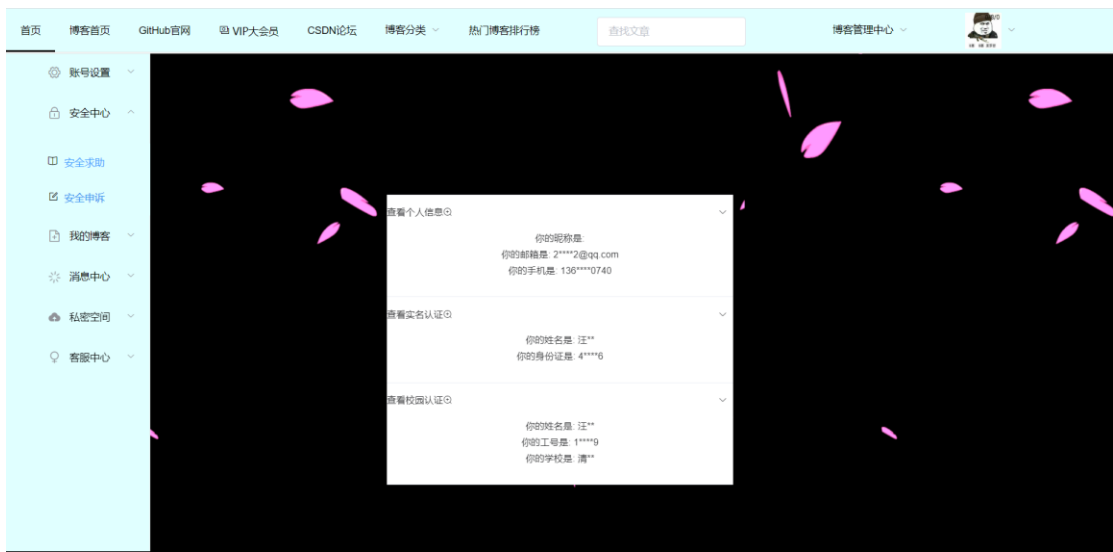 首页 博客首页 GitHub官网 VIP大会员 CSDN论坛 博客分类 热门博客排行榜 查找文章 博客管理中心
账号设置
安全中心
安全求助
安全申诉
我的博客
消息中心
私密空间
客服中心
查看个人信息
你的昵称是:
你的邮箱是: 2****2@qq.com
你的手机是: 136****0740
查看实名认证
你的姓名是: 汪**
你的身份证是: 4****6
查看校园认证
你的姓名是: 汪**
你的工号是: 1****9
你的学校是: 清**